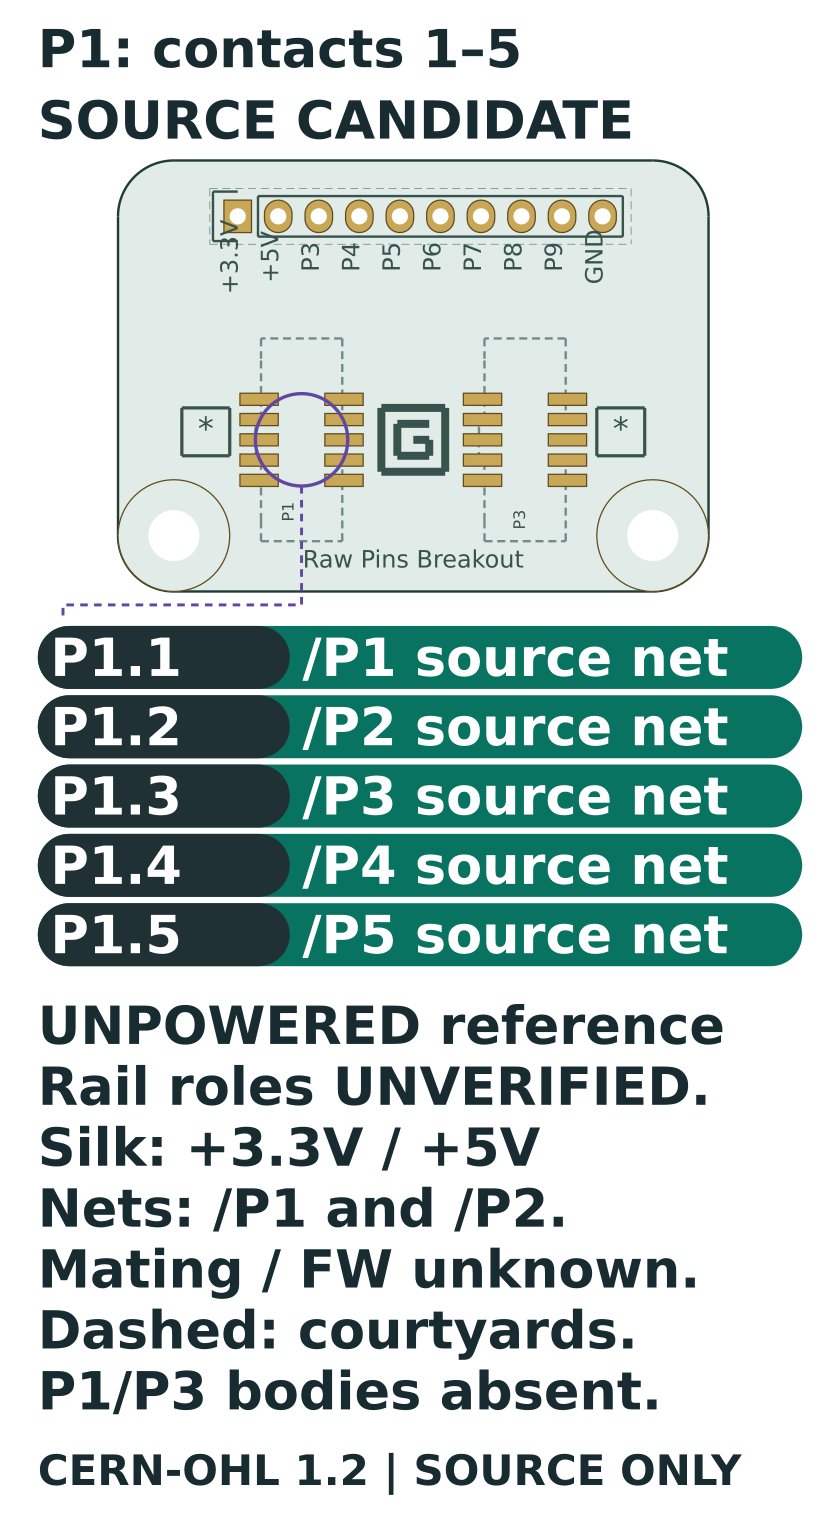 P1: contacts 1–5
SOURCE CANDIDATE
+3.3V
+5V
P3
P4
P5
P6
P7
P8
P9
GND
*
*
P1
P3
Raw Pins Breakout
P1.1 /P1 source net
P1.2 /P2 source net
P1.3 /P3 source net
P1.4 /P4 source net
P1.5 /P5 source net
UNPOWERED reference
Rail roles UNVERIFIED.
Silk: +3.3V / +5V
Nets: /P1 and /P2.
Mating / FW unknown.
Dashed: courtyards.
P1/P3 bodies absent.
CERN-OHL 1.2 | SOURCE ONLY